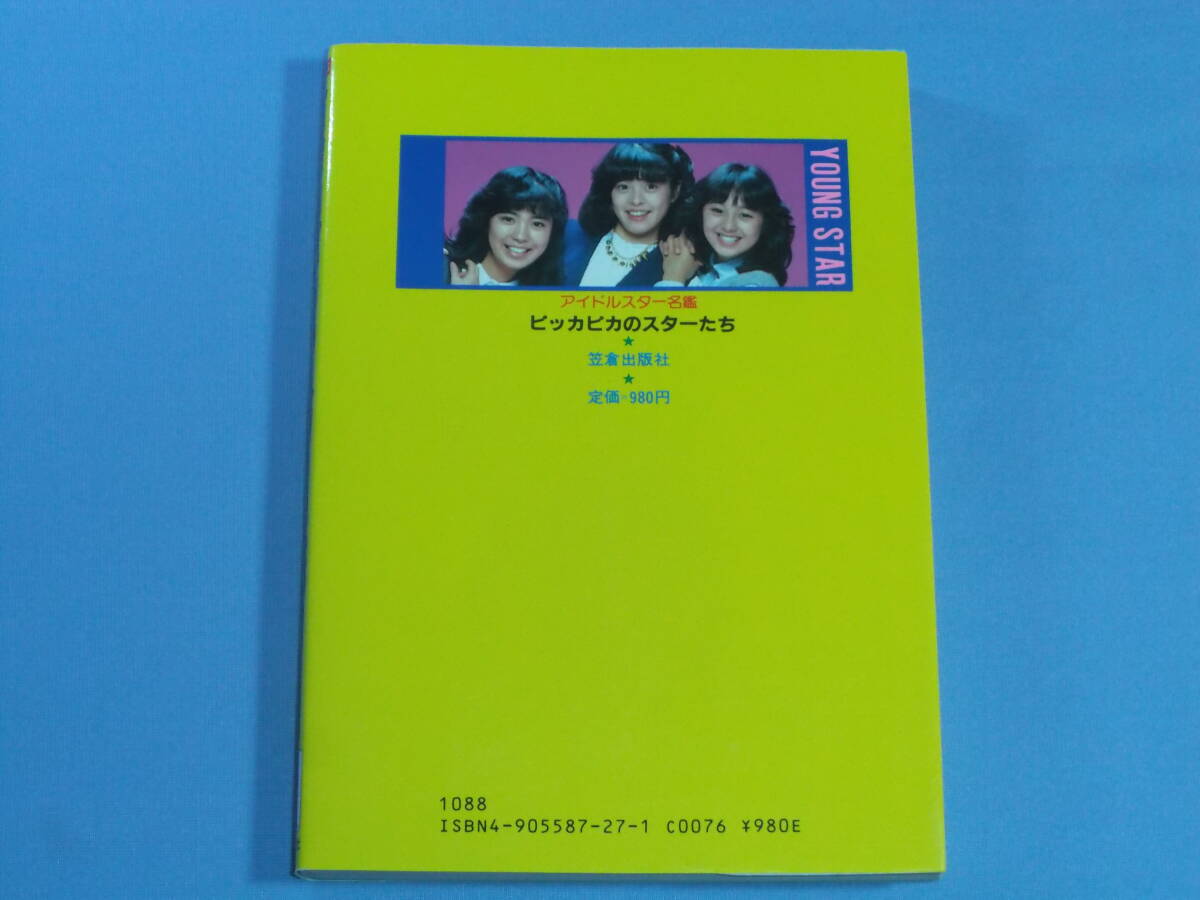 YOUNG STAR
アイドルスター名鑑
ピッカピカのスターたち
★
笠倉出版社
★
定価=980円
1088
ISBN4-905587-27-1 C0076 ¥980E